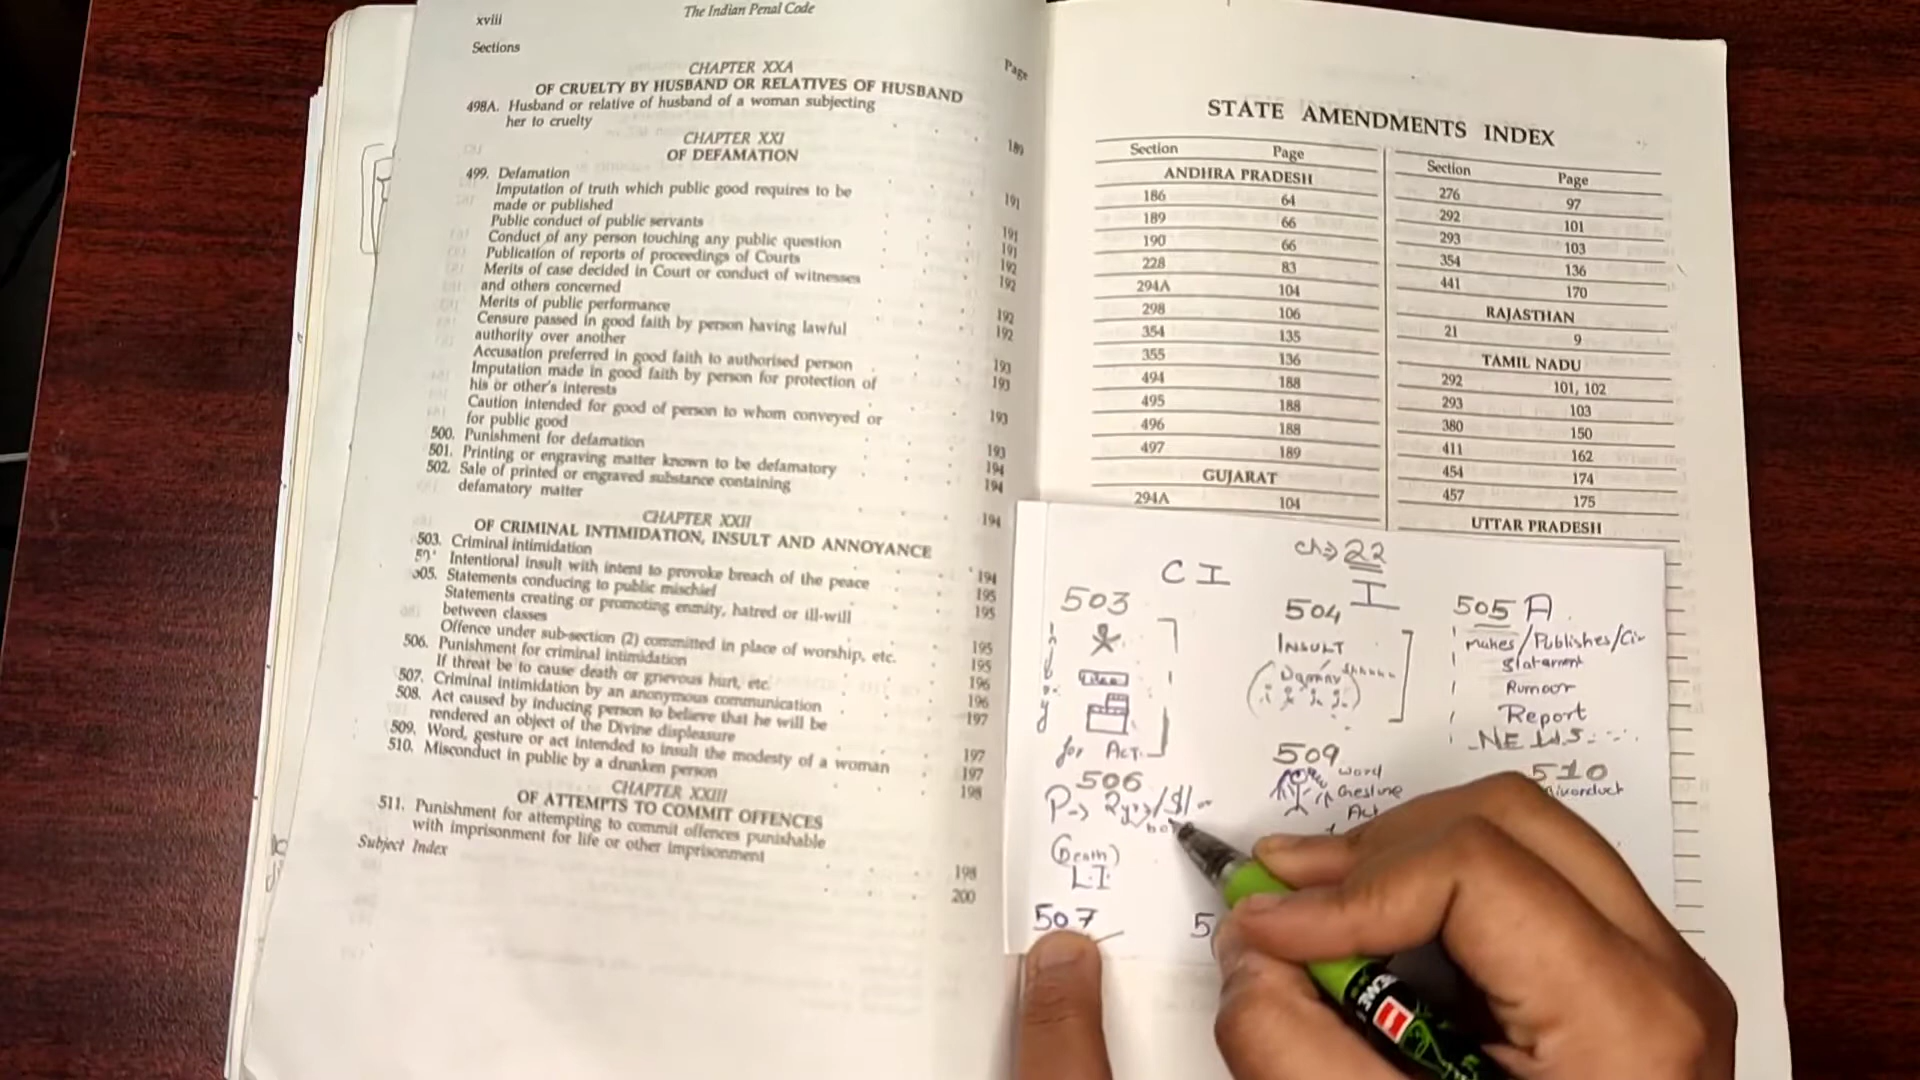 xviii
The Indian Penal Code
Sections
Page
CHAPTER XXA
OF CRUELTY BY HUSBAND OR RELATIVES OF HUSBAND
498A. Husband or relative of husband of a woman subjecting
her to cruelty 189
CHAPTER XXI
OF DEFAMATION
499. Defamation 191
Imputation of truth which public good requires to be
made or published 191
Public conduct of public servants 191
Conduct of any person touching any public question 192
Publication of reports of proceedings of Courts 192
Merits of case decided in Court or conduct of witnesses
and others concerned 192
Merits of public performance 192
Censure passed in good faith by person having lawful
authority over another 193
Accusation preferred in good faith to authorised person 193
Imputation made in good faith by person for protection of
his or other's interests 193
Caution intended for good of person to whom conveyed or
for public good 193
500. Punishment for defamation 194
501. Printing or engraving matter known to be defamatory 194
502. Sale of printed or engraved substance containing
defamatory matter 194
CHAPTER XXII
OF CRIMINAL INTIMIDATION, INSULT AND ANNOYANCE
503. Criminal intimidation 194
50 Intentional insult with intent to provoke breach of the peace 195
505. Statements conducing to public mischief 195
Statements creating or promoting enmity, hatred or ill-will
between classes 195
Offence under sub-section (2) committed in place of worship, etc. 195
506. Punishment for criminal intimidation 196
If threat be to cause death or grievous hurt, etc. 196
507. Criminal intimidation by an anonymous communication 197
508. Act caused by inducing person to believe that he will be
rendered an object of the Divine displeasure 197
509. Word, gesture or act intended to insult the modesty of a woman 197
510. Misconduct in public by a drunken person 198
CHAPTER XXIII
OF ATTEMPTS TO COMMIT OFFENCES
511. Punishment for attempting to commit offences punishable
with imprisonment for life or other imprisonment 198
Subject Index 200
STATE AMENDMENTS INDEX
Section Page
ANDHRA PRADESH
186 64
189 66
190 66
228 83
294A 104
298 106
354 135
355 136
494 188
495 188
496 188
497 189
GUJARAT
294A 104
Section Page
276 97
292 101
293 103
354 136
441 170
RAJASTHAN
21 9
TAMIL NADU
292 101, 102
293 103
380 150
411 162
454 174
457 175
UTTAR PRADESH
ch→22
CI
I
503
for ACT
504
INSULT
505 A
makes/Publishes/Cir
Statement
Rumour
Report
NEWS
506
P→ 2yrs/$/
(Death)
L.I
507
509
word
Gesture
Act
510
5